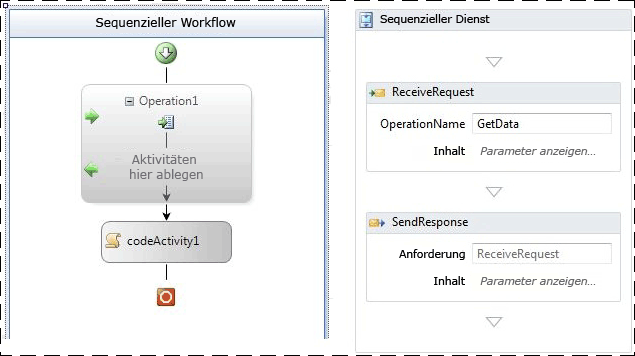 Sequenzieller Workflow
Operation1
Aktivitäten
hier ablegen
codeActivity1
Sequenzieller Dienst
ReceiveRequest
OperationName GetData
Inhalt Parameter anzeigen...
SendResponse
Anforderung ReceiveRequest
Inhalt Parameter anzeigen...